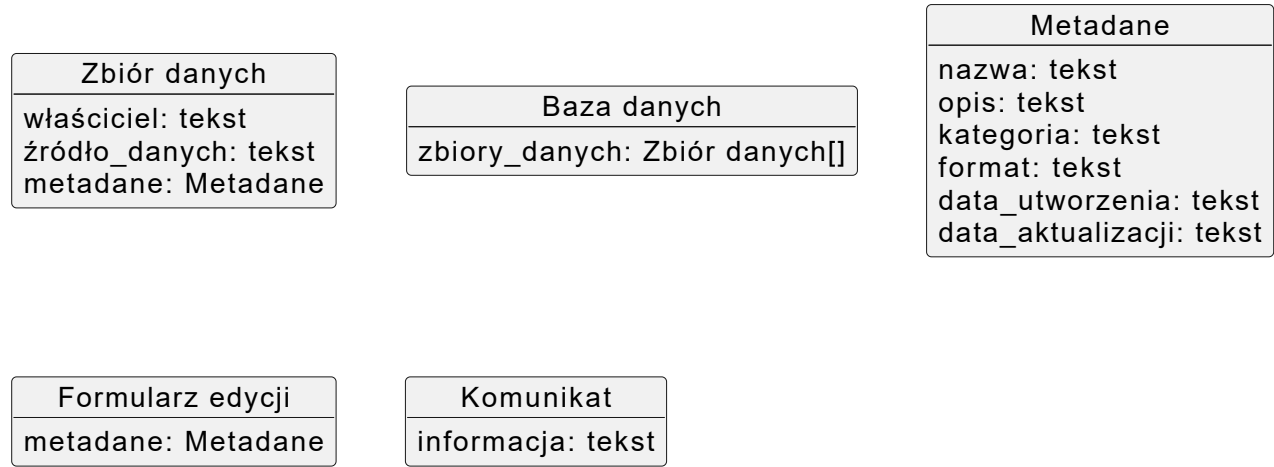 Zbiór danych
właściciel: tekst
źródło_danych: tekst
metadane: Metadane
Baza danych
zbiory_danych: Zbiór danych[]
Metadane
nazwa: tekst
opis: tekst
kategoria: tekst
format: tekst
data_utworzenia: tekst
data_aktualizacji: tekst
Formularz edycji
metadane: Metadane
Komunikat
informacja: tekst